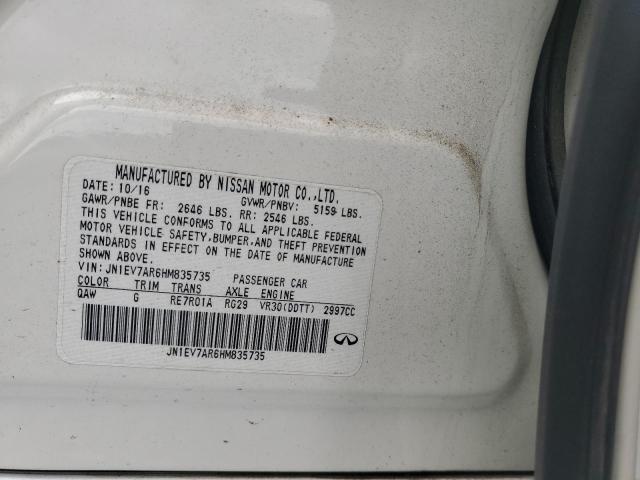 MANUFACTURED BY NISSAN MOTOR CO.,LTD.
DATE: 10/16 GVWR/PNBV: 5159 LBS.
GAWR/PNBE FR: 2646 LBS. RR: 2546 LBS.
THIS VEHICLE CONFORMS TO ALL APPLICABLE FEDERAL
MOTOR VEHICLE SAFETY,BUMPER,AND THEFT PREVENTION
STANDARDS IN EFFECT ON THE DATE OF MANUFACTURE
SHOWN ABOVE.
VIN: JN1EV7AR6HM835735 PASSENGER CAR
COLOR TRIM TRANS AXLE ENGINE
QAW G RE7R01A RG29 VR30(DDTT) 2997CC
JN1EV7AR6HM835735